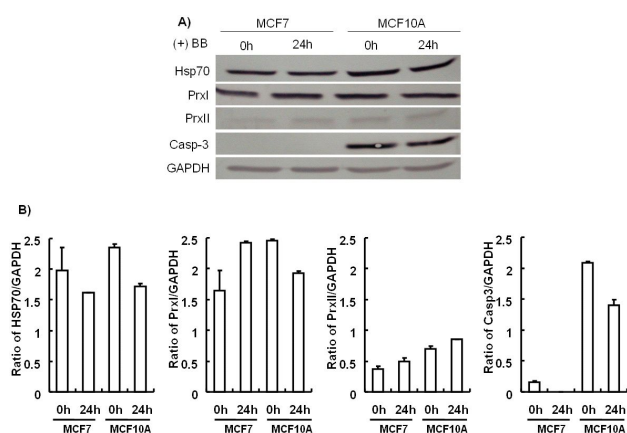 A)
MCF7 MCF10A
(+) BB 0h 24h 0h 24h
Hsp70
PrxI
PrxII
Casp-3
GAPDH
B)
Ratio of HSP70/GAPDH
2.5
2
1.5
1
0.5
0
0h 24h 0h 24h
MCF7 MCF10A
Ratio of PrxI/GAPDH
2.5
2
1.5
1
0.5
0
0h 24h 0h 24h
MCF7 MCF10A
Ratio of PrxII/GAPDH
2.5
2
1.5
1
0.5
0
0h 24h 0h 24h
MCF7 MCF10A
Ratio of Casp3/GAPDH
2.5
2
1.5
1
0.5
0
0h 24h 0h 24h
MCF7 MCF10A